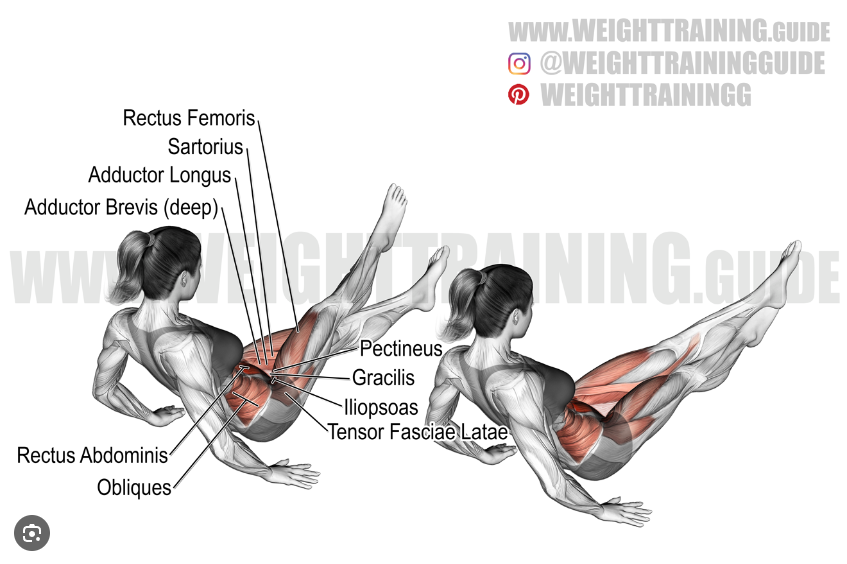 WWW.WEIGHTTRAINING.GUIDE
@WEIGHTTRAININGGUIDE
WEIGHTTRAININGG
Rectus Femoris
Sartorius
Adductor Longus
Adductor Brevis (deep)
WWW.WEIGHTTRAINING.GUIDE
Pectineus
Gracilis
Iliopsoas
Tensor Fasciae Latae
Rectus Abdominis
Obliques